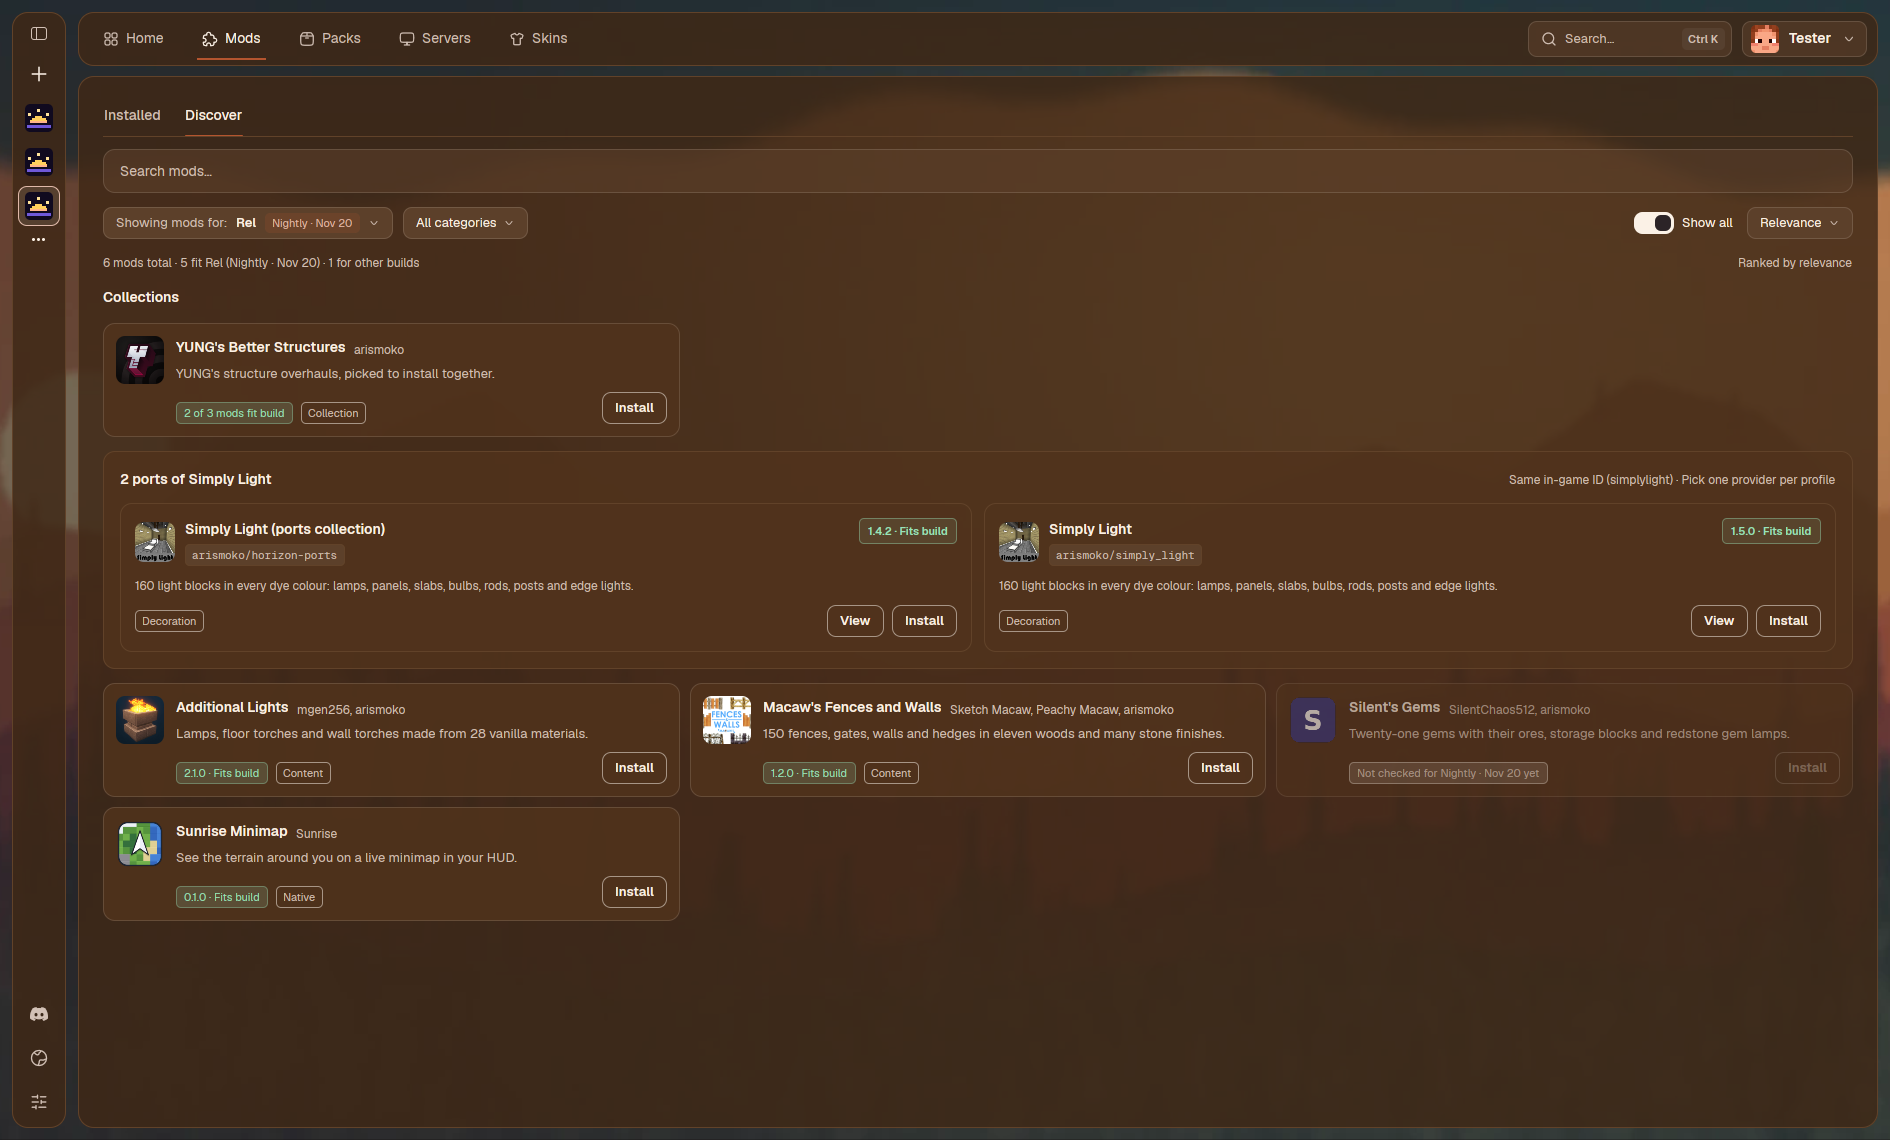 Home
Mods
Packs
Servers
Skins
Search...
Ctrl K
Tester
Installed
Discover
Search mods...
Showing mods for: Rel Nightly · Nov 20
All categories
Show all
Relevance
6 mods total · 5 fit Rel (Nightly · Nov 20) · 1 for other builds
Ranked by relevance
Collections
YUNG's Better Structures arismoko
YUNG's structure overhauls, picked to install together.
2 of 3 mods fit build
Collection
Install
2 ports of Simply Light
Same in-game ID (simplylight) · Pick one provider per profile
Simply Light (ports collection)
1.4.2 · Fits build
arismoko/horizon-ports
160 light blocks in every dye colour: lamps, panels, slabs, bulbs, rods, posts and edge lights.
Decoration
View
Install
Simply Light
1.5.0 · Fits build
arismoko/simply_light
160 light blocks in every dye colour: lamps, panels, slabs, bulbs, rods, posts and edge lights.
Decoration
View
Install
Additional Lights mgen256, arismoko
Lamps, floor torches and wall torches made from 28 vanilla materials.
2.1.0 · Fits build
Content
Install
FENCES
WALLS
Macaw's Fences and Walls Sketch Macaw, Peachy Macaw, arismoko
150 fences, gates, walls and hedges in eleven woods and many stone finishes.
1.2.0 · Fits build
Content
Install
S
Silent's Gems SilentChaos512, arismoko
Twenty-one gems with their ores, storage blocks and redstone gem lamps.
Not checked for Nightly · Nov 20 yet
Install
Sunrise Minimap Sunrise
See the terrain around you on a live minimap in your HUD.
0.1.0 · Fits build
Native
Install